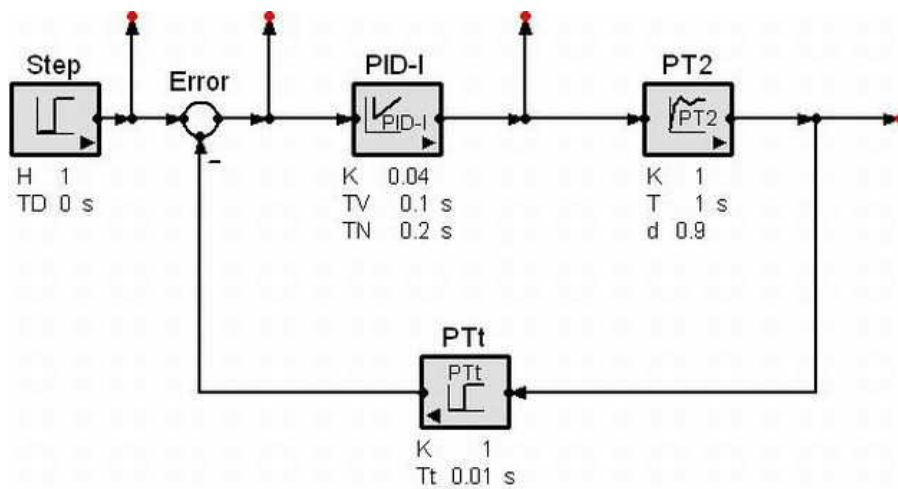 Step
Error
PID-I
PT2
PID-I
PT2
-
H 1
TD 0 s
K 0.04
TV 0.1 s
TN 0.2 s
K 1
T 1 s
d 0.9
PTt
PTt
K 1
Tt 0.01 s